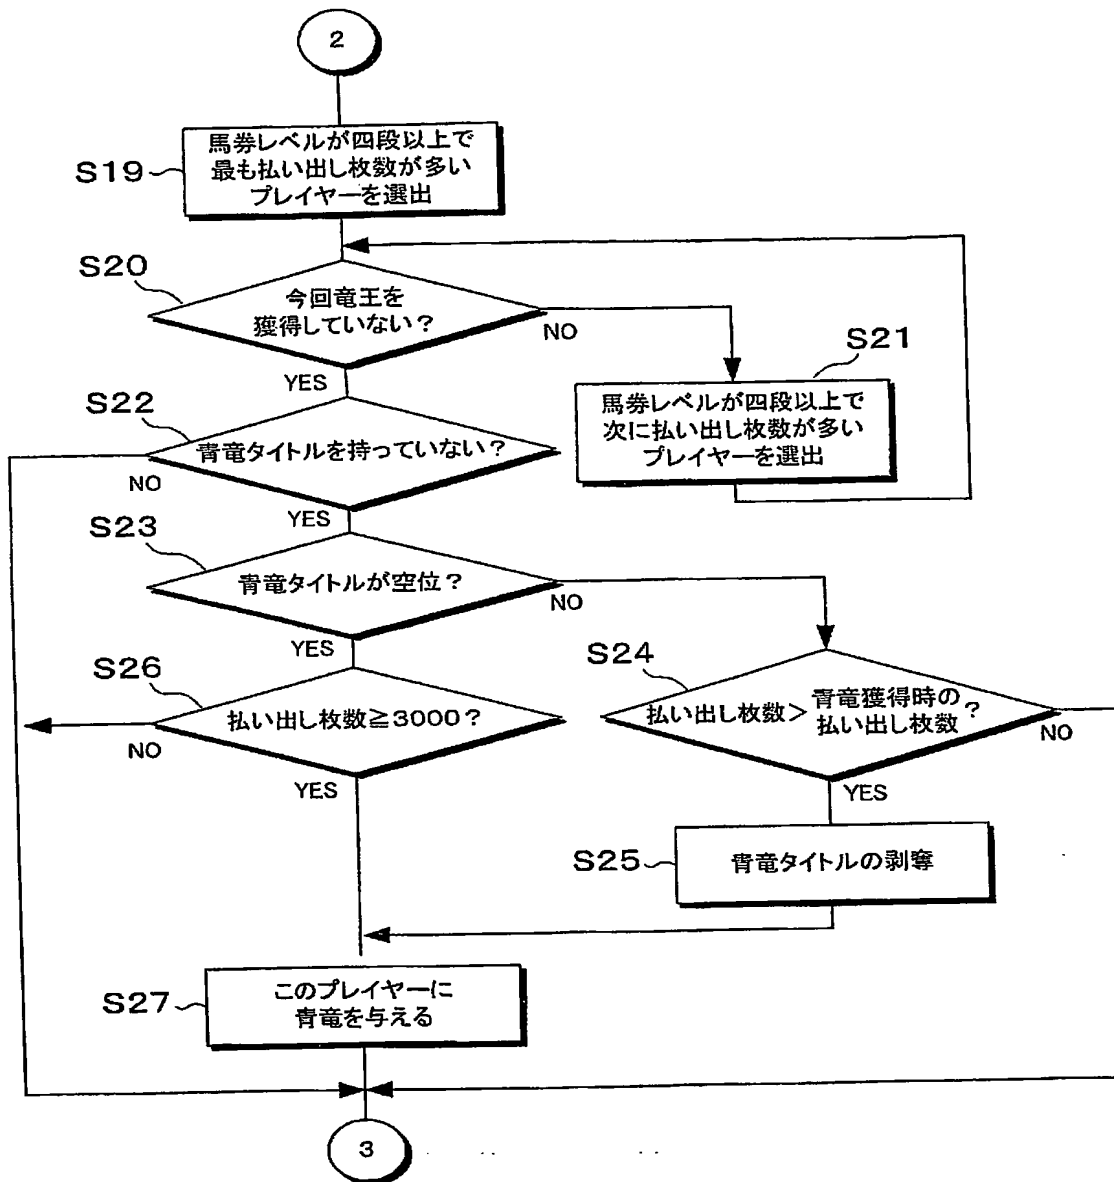 2
S19
馬券レベルが四段以上で
最も払い出し枚数が多い
プレイヤーを選出
S20
今回竜王を
獲得していない？
NO
YES
S21
馬券レベルが四段以上で
次に払い出し枚数が多い
プレイヤーを選出
S22
青竜タイトルを持っていない？
NO
YES
S23
青竜タイトルが空位？
NO
YES
S24
払い出し枚数>青竜獲得時の払い出し枚数？
NO
YES
S26
払い出し枚数≧3000？
NO
YES
S25
青竜タイトルの剥奪
S27
このプレイヤーに
青竜を与える
3